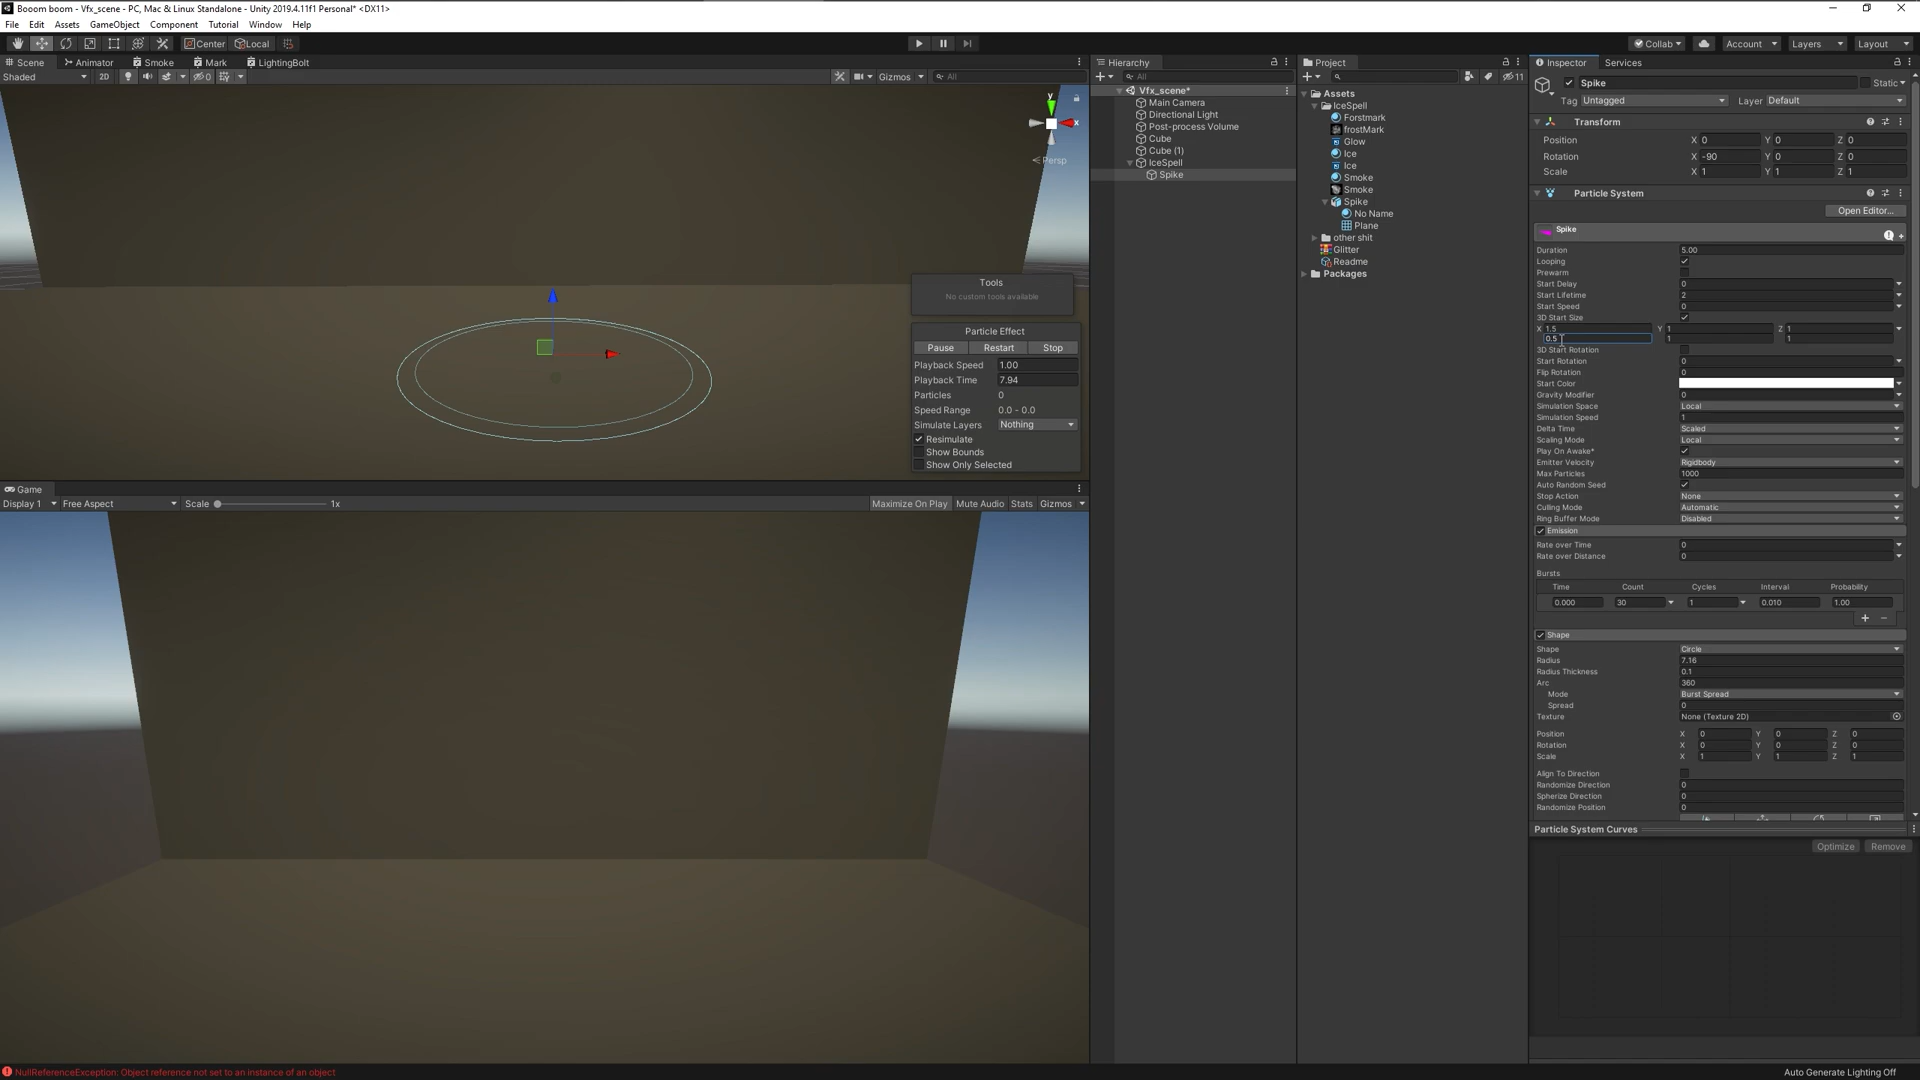 Booom boom - Vfx_scene - PC, Mac & Linux Standalone - Unity 2019.4.11f1 Personal* <DX11>
File Edit Assets GameObject Component Tutorial Window Help
Center Local Collab Account Layers Layout
Scene Animator Smoke Mark LightingBolt
Shaded 2D 0 Gizmos All
y
x
Persp
Tools
No custom tools available
Particle Effect
Pause Restart Stop
Playback Speed 1.00
Playback Time 7.94
Particles 0
Speed Range 0.0 - 0.0
Simulate Layers Nothing
Resimulate
Show Bounds
Show Only Selected
Game
Display 1 Free Aspect Scale 1x Maximize On Play Mute Audio Stats Gizmos
Hierarchy
All
Vfx_scene*
Main Camera
Directional Light
Post-process Volume
Cube
Cube (1)
IceSpell
Spike
Project
11
Assets
IceSpell
Forstmark
frostMark
Glow
Ice
Ice
Smoke
Smoke
Spike
No Name
Plane
other shit
Glitter
Readme
Packages
Inspector Services
Spike Static
Tag Untagged Layer Default
Transform
Position X 0 Y 0 Z 0
Rotation X -90 Y 0 Z 0
Scale X 1 Y 1 Z 1
Particle System
Open Editor...
Spike
Duration 5.00
Looping
Prewarm
Start Delay 0
Start Lifetime 2
Start Speed 0
3D Start Size
X 1.5 Y 1 Z 1
0.5 1 1
3D Start Rotation
Start Rotation 0
Flip Rotation 0
Start Color
Gravity Modifier 0
Simulation Space Local
Simulation Speed 1
Delta Time Scaled
Scaling Mode Local
Play On Awake*
Emitter Velocity Rigidbody
Max Particles 1000
Auto Random Seed
Stop Action None
Culling Mode Automatic
Ring Buffer Mode Disabled
Emission
Rate over Time 0
Rate over Distance 0
Bursts
Time Count Cycles Interval Probability
0.000 30 1 0.010 1.00
Shape
Shape Circle
Radius 7.16
Radius Thickness 0.1
Arc 360
Mode Burst Spread
Spread 0
Texture None (Texture 2D)
Position X 0 Y 0 Z 0
Rotation X 0 Y 0 Z 0
Scale X 1 Y 1 Z 1
Align To Direction
Randomize Direction 0
Spherize Direction 0
Randomize Position 0
Particle System Curves
Optimize Remove
NullReferenceException: Object reference not set to an instance of an object
Auto Generate Lighting Off